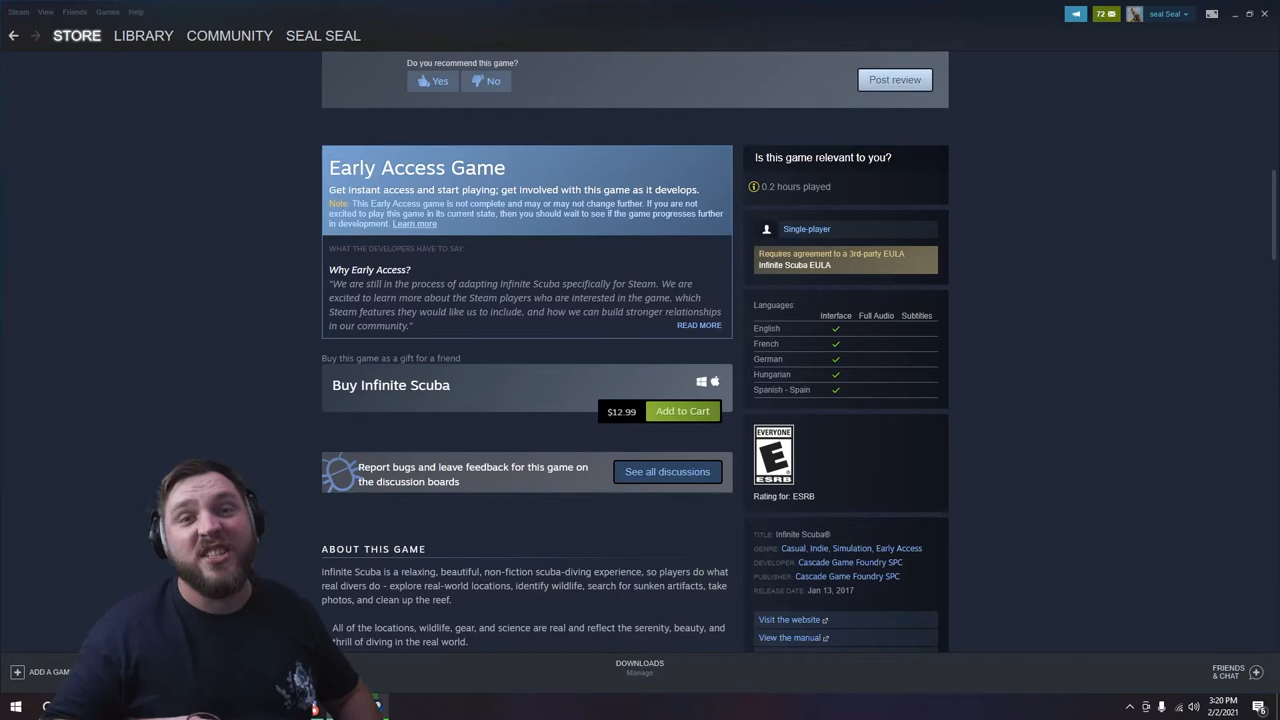 Steam View Friends Games Help
72 seal Seal
STORE LIBRARY COMMUNITY SEAL SEAL
Do you recommend this game?
Yes No
Post review
Early Access Game
Get instant access and start playing; get involved with this game as it develops.
Note: This Early Access game is not complete and may or may not change further. If you are
not excited to play this game in its current state, then you should wait to see if the game progresses further
in development. Learn more
WHAT THE DEVELOPERS HAVE TO SAY:
Why Early Access?
“We are still in the process of adapting Infinite Scuba specifically for Steam. We are
excited to learn more about the Steam players who are interested in the game, which
Steam features they would like us to include, and how we can build stronger relationships
in our community.”
READ MORE
Buy this game as a gift for a friend
Buy Infinite Scuba
$12.99 Add to Cart
Report bugs and leave feedback for this game on
the discussion boards
See all discussions
ABOUT THIS GAME
Infinite Scuba is a relaxing, beautiful, non-fiction scuba-diving experience, so players do what
real divers do - explore real-world locations, identify wildlife, search for sunken artifacts, take
photos, and clean up the reef.
All of the locations, wildlife, gear, and science are real and reflect the serenity, beauty, and
thrill of diving in the real world.
Is this game relevant to you?
0.2 hours played
Single-player
Requires agreement to a 3rd-party EULA
Infinite Scuba EULA
Languages:
Interface Full Audio Subtitles
English
French
German
Hungarian
Spanish - Spain
EVERYONE
E
ESRB
Rating for: ESRB
TITLE: Infinite Scuba®
GENRE: Casual, Indie, Simulation, Early Access
DEVELOPER: Cascade Game Foundry SPC
PUBLISHER: Cascade Game Foundry SPC
RELEASE DATE: Jan 13, 2017
Visit the website
View the manual
ADD A GAM
DOWNLOADS
Manage
FRIENDS
& CHAT
3:20 PM
2/2/2021
6